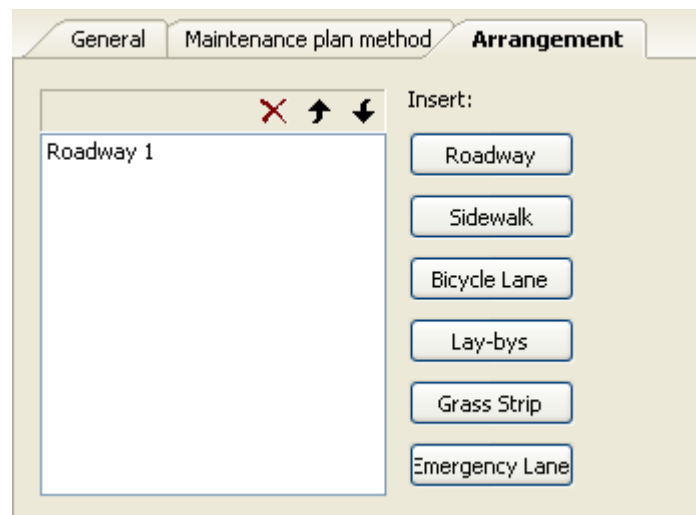 General Maintenance plan method Arrangement
Insert:
Roadway 1
Roadway
Sidewalk
Bicycle Lane
Lay-bys
Grass Strip
Emergency Lane